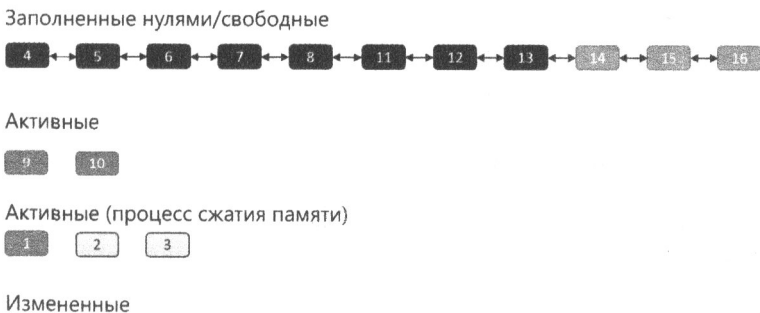 Заполненные нулями/свободные
4 5 6 7 8 11 12 13 14 15 16
Активные
9 10
Активные (процесс сжатия памяти)
1 2 3
Измененные